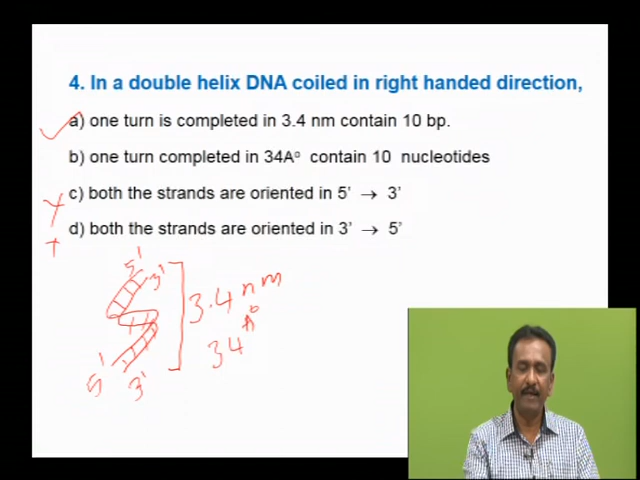 4. In a double helix DNA coiled in right handed direction,
a) one turn is completed in 3.4 nm contain 10 bp.
b) one turn completed in 34A° contain 10 nucleotides
c) both the strands are oriented in 5' → 3'
d) both the strands are oriented in 3' → 5'
5' 3'
3.4 nm
34 A°
5' 3'